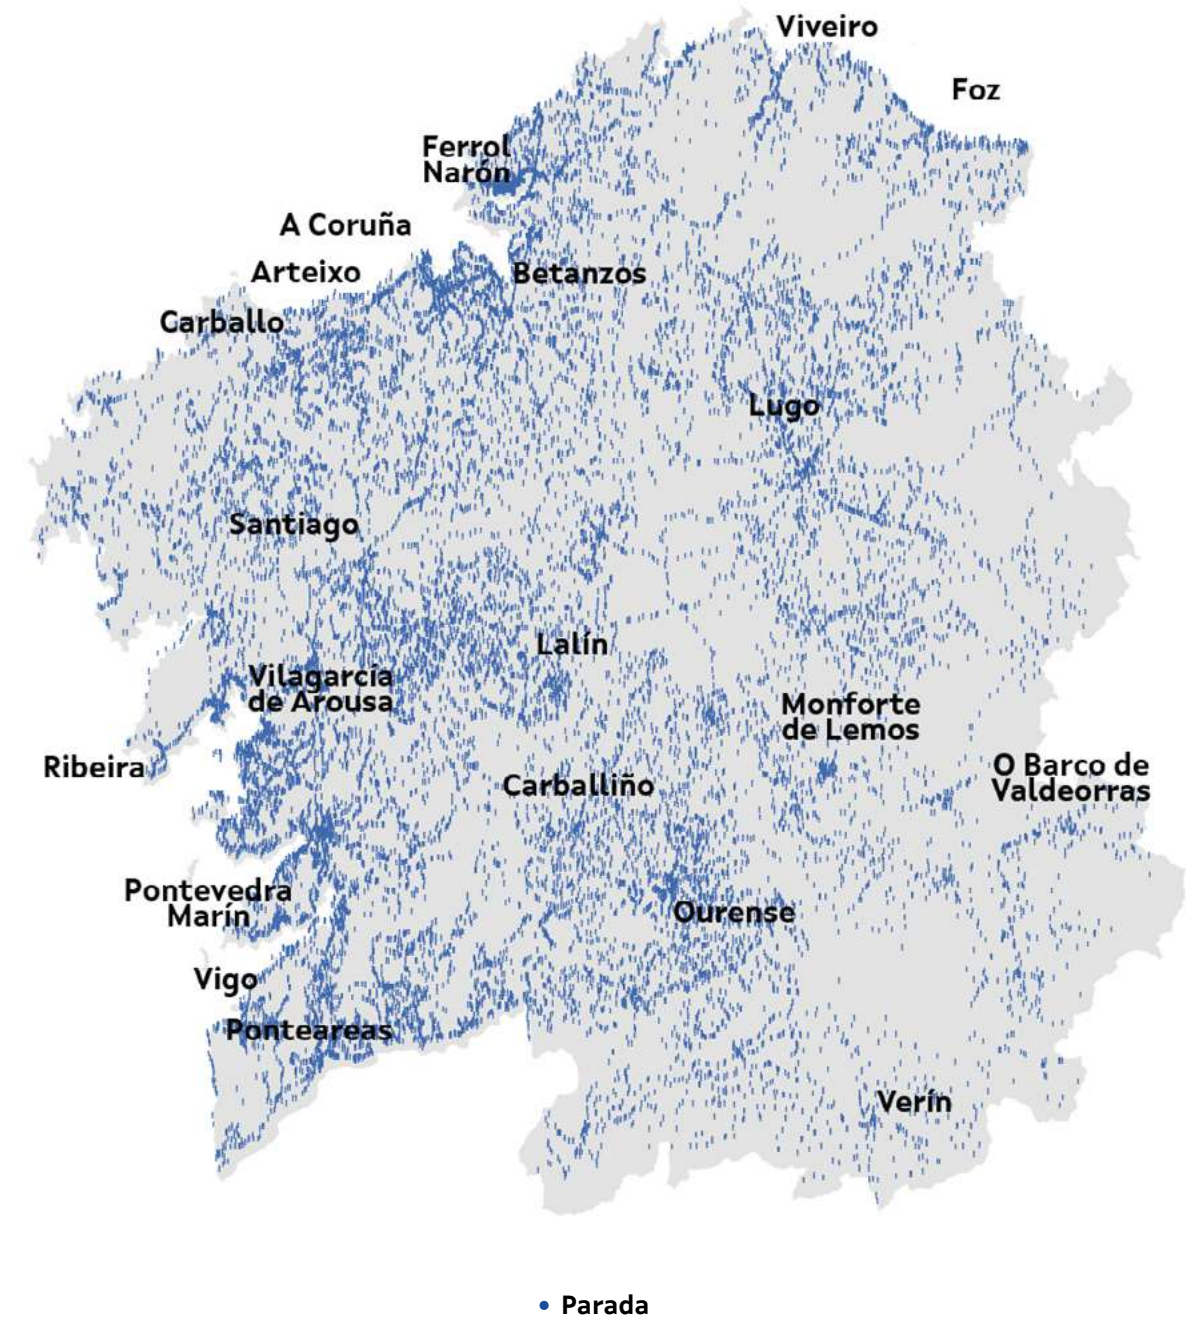 Viveiro
Foz
Ferrol
Narón
A Coruña
Arteixo
Betanzos
Carballo
Lugo
Santiago
Lalín
Vilagarcía
de Arousa
Monforte
de Lemos
Ribeira
O Barco de
Valdeorras
Carballiño
Pontevedra
Marín
Ourense
Vigo
Ponteareas
Verín
Parada